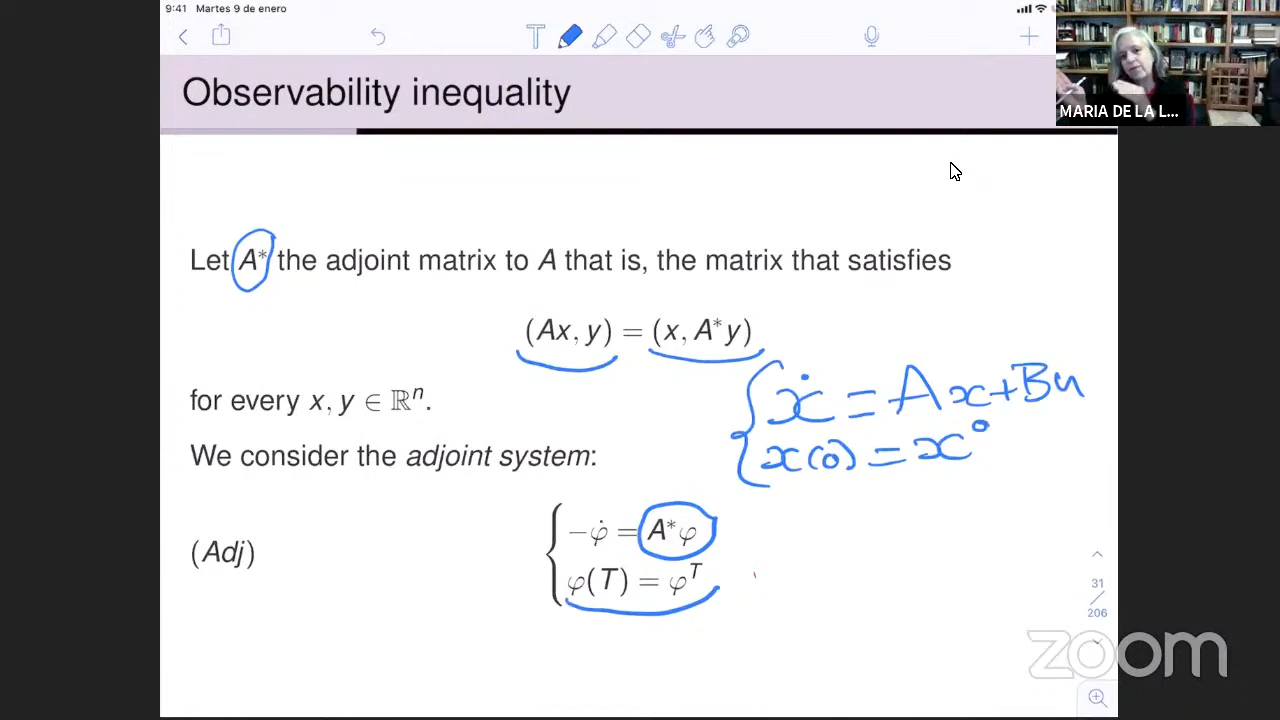 9:41 Martes 9 de enero
Observability inequality
MARIA DE LA L...
Let A* the adjoint matrix to A that is, the matrix that satisfies
(Ax, y) = (x, A*y)
for every x, y ∈ ℝⁿ.
ẋ = Ax + Bu
x(0) = x⁰
We consider the adjoint system:
(Adj)
−φ̇ = A*φ
φ(T) = φᵀ
31
206
zoom